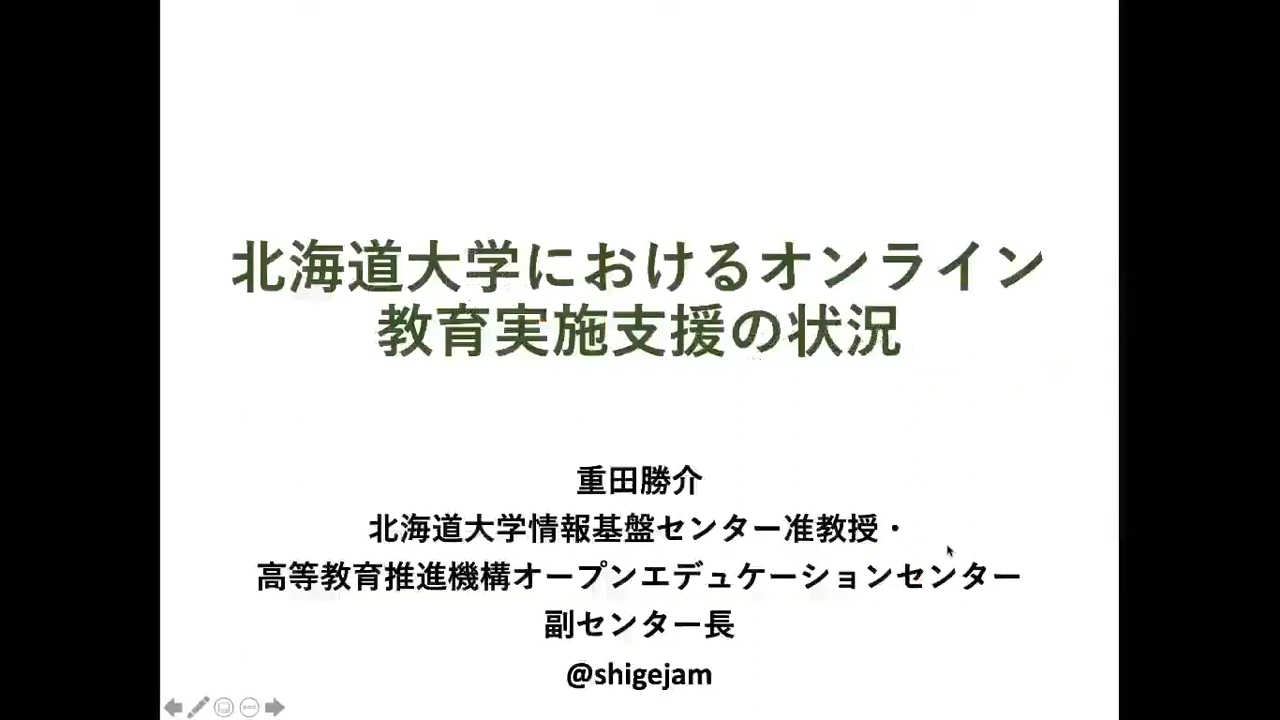 北海道大学におけるオンライン
教育実施支援の状況
重田勝介
北海道大学情報基盤センター准教授・
高等教育推進機構オープンエデュケーションセンター
副センター長
@shigejam